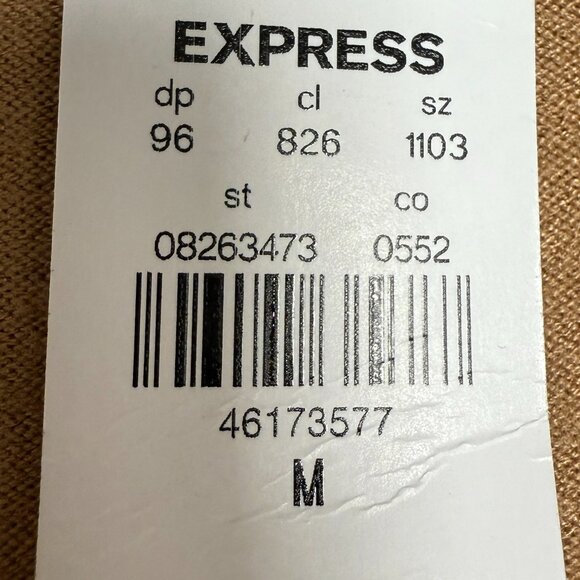 EXPRESS
dp cl sz
96 826 1103
st co
08263473 0552
46173577
M